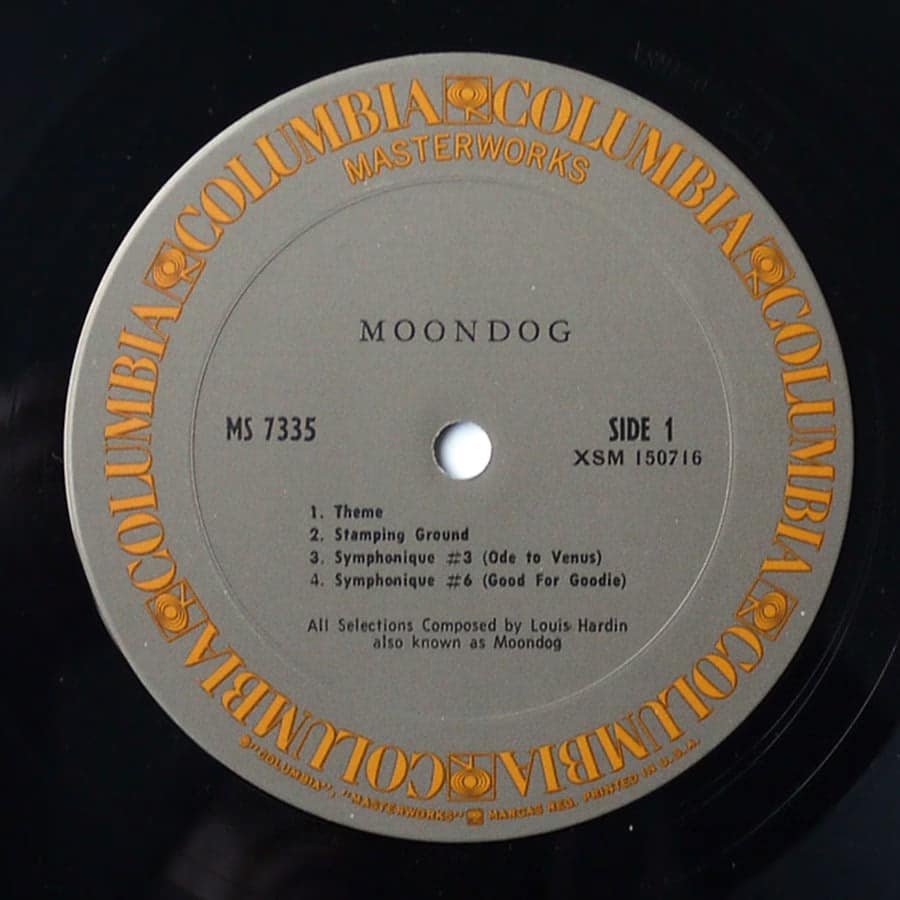 COLUMBIA COLUMBIA COLUMBIA COLUMBIA COLUMBIA COLUMBIA
MASTERWORKS
MOONDOG
MS 7335
SIDE 1
XSM 150716
1. Theme
2. Stamping Ground
3. Symphonique #3 (Ode to Venus)
4. Symphonique #6 (Good For Goodie)
All Selections Composed by Louis Hardin
also known as Moondog
® "COLUMBIA", "MASTERWORKS" MARCAS REG. PRINTED IN U.S.A.